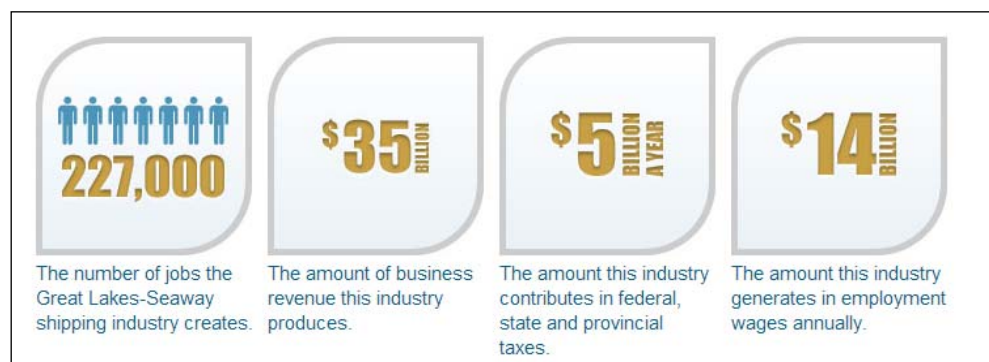 227,000
The number of jobs the
Great Lakes-Seaway
shipping industry creates.
$35 BILLION
The amount of business
revenue this industry
produces.
$5 BILLION
A YEAR
The amount this industry
contributes in federal,
state and provincial
taxes.
$14 BILLION
The amount this industry
generates in employment
wages annually.